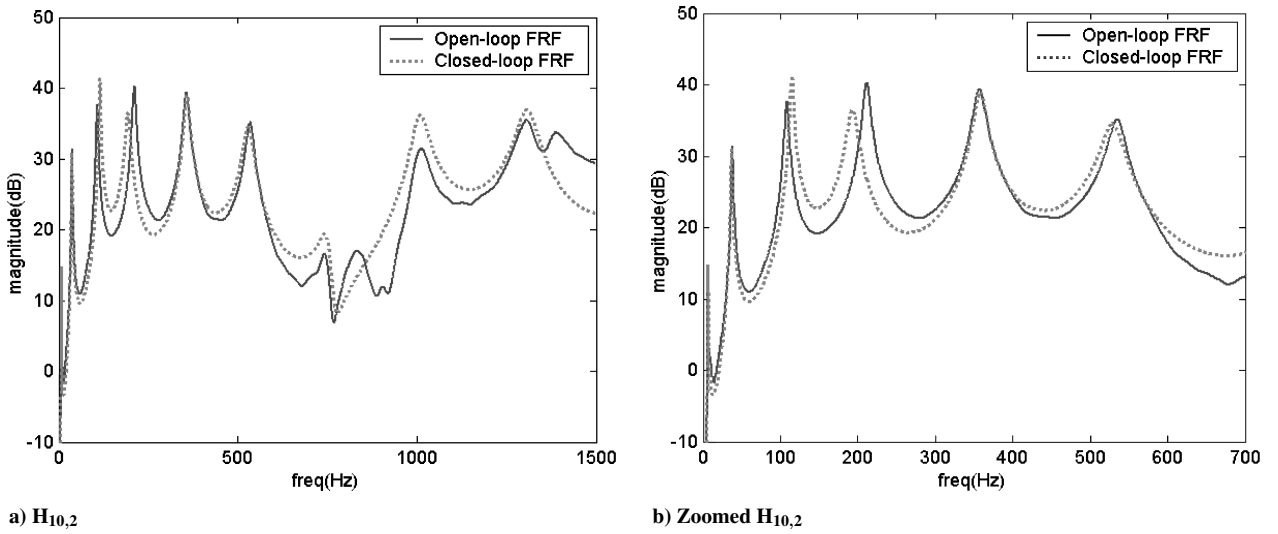 50
40
30
20
10
0
-10
magnitude(dB)
Open-loop FRF
Closed-loop FRF
0 500 1000 1500
freq(Hz)
a) H10,2
50
40
30
20
10
0
-10
magnitude(dB)
Open-loop FRF
Closed-loop FRF
0 100 200 300 400 500 600 700
freq(Hz)
b) Zoomed H10,2